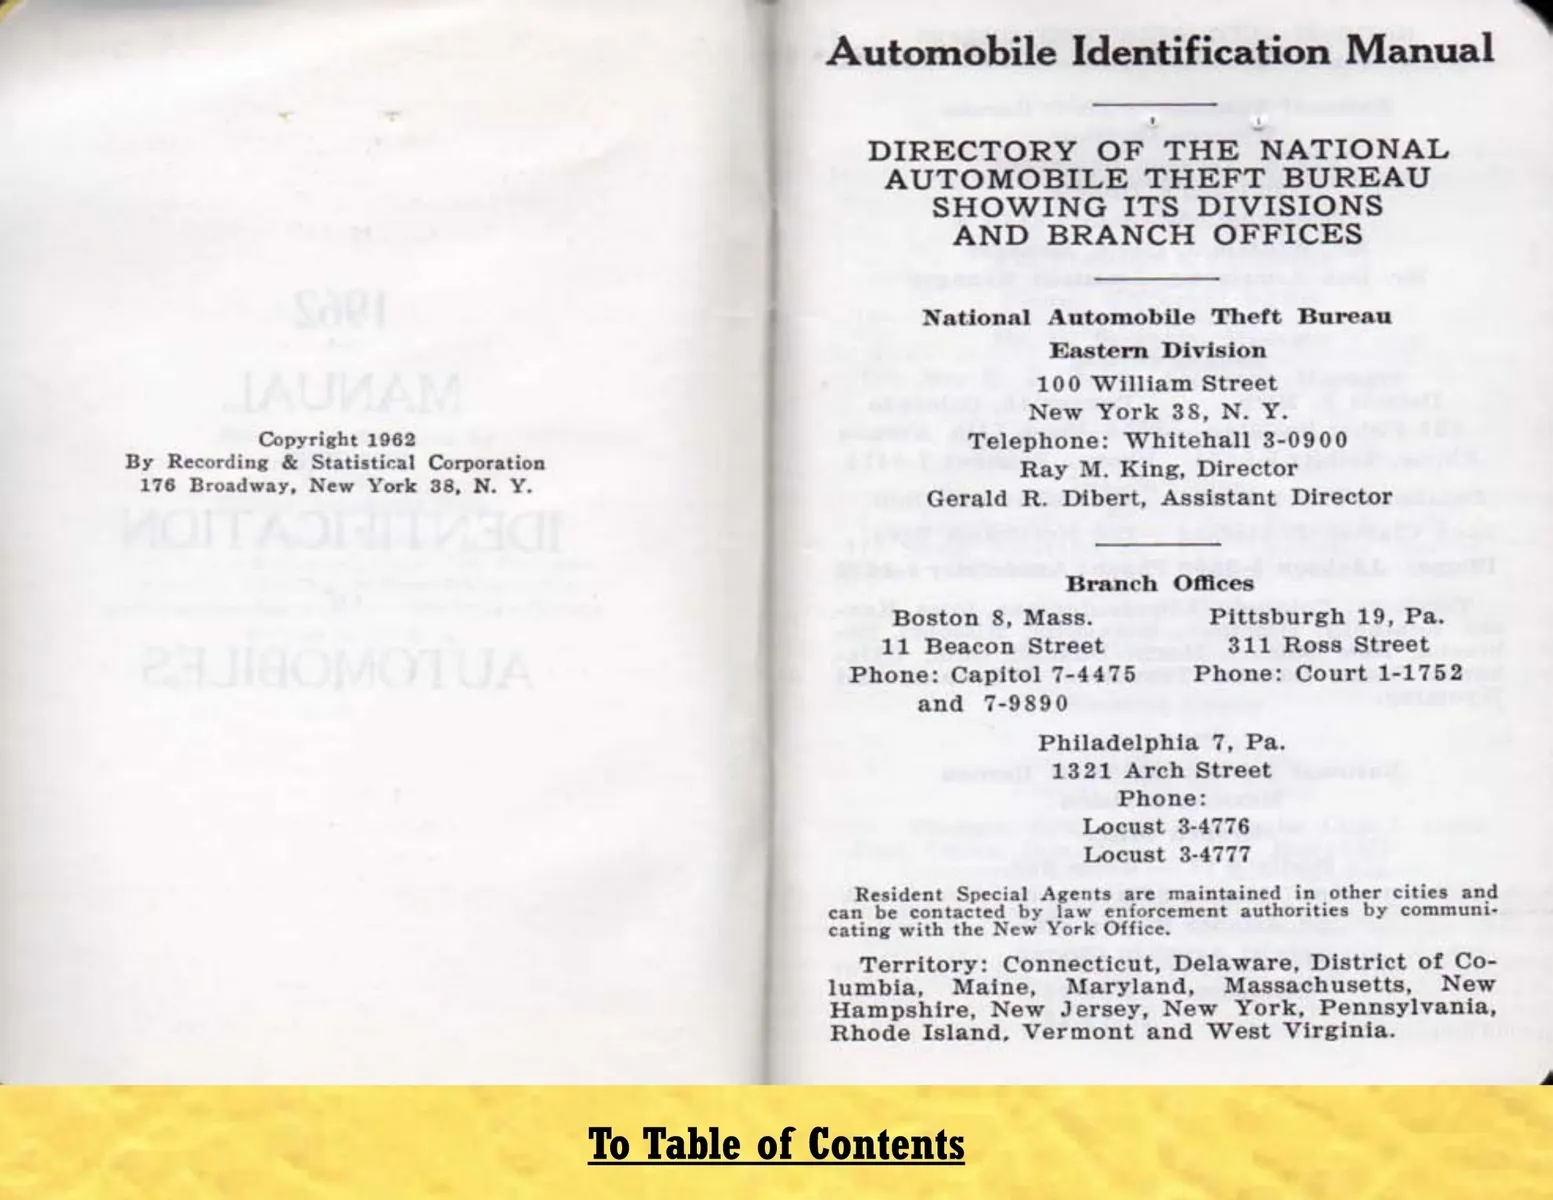 Copyright 1962
By Recording & Statistical Corporation
176 Broadway, New York 38, N. Y.
Automobile Identification Manual
DIRECTORY OF THE NATIONAL
AUTOMOBILE THEFT BUREAU
SHOWING ITS DIVISIONS
AND BRANCH OFFICES
National Automobile Theft Bureau
Eastern Division
100 William Street
New York 38, N. Y.
Telephone: Whitehall 3-0900
Ray M. King, Director
Gerald R. Dibert, Assistant Director
Branch Offices
Boston 8, Mass.
11 Beacon Street
Phone: Capitol 7-4475
and 7-9890
Pittsburgh 19, Pa.
311 Ross Street
Phone: Court 1-1752
Philadelphia 7, Pa.
1321 Arch Street
Phone:
Locust 3-4776
Locust 3-4777
Resident Special Agents are maintained in other cities and
can be contacted by law enforcement authorities by communi-
cating with the New York Office.
Territory: Connecticut, Delaware, District of Co-
lumbia, Maine, Maryland, Massachusetts, New
Hampshire, New Jersey, New York, Pennsylvania,
Rhode Island, Vermont and West Virginia.
To Table of Contents